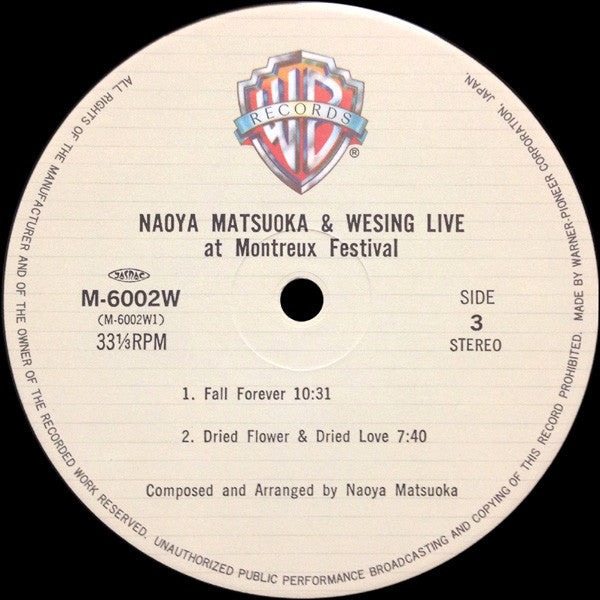 WB
RECORDS
®
NAOYA MATSUOKA & WESING LIVE
at Montreux Festival
JASRAC
M-6002W
(M-6002W1)
33⅓RPM
SIDE
3
STEREO
1. Fall Forever 10:31
2. Dried Flower & Dried Love 7:40
Composed and Arranged by Naoya Matsuoka
ALL RIGHTS OF THE MANUFACTURER AND OF THE OWNER OF THE RECORDED WORK RESERVED. UNAUTHORIZED PUBLIC PERFORMANCE BROADCASTING AND COPYING OF THIS RECORD PROHIBITED. MADE BY WARNER-PIONEER CORPORATION, JAPAN.